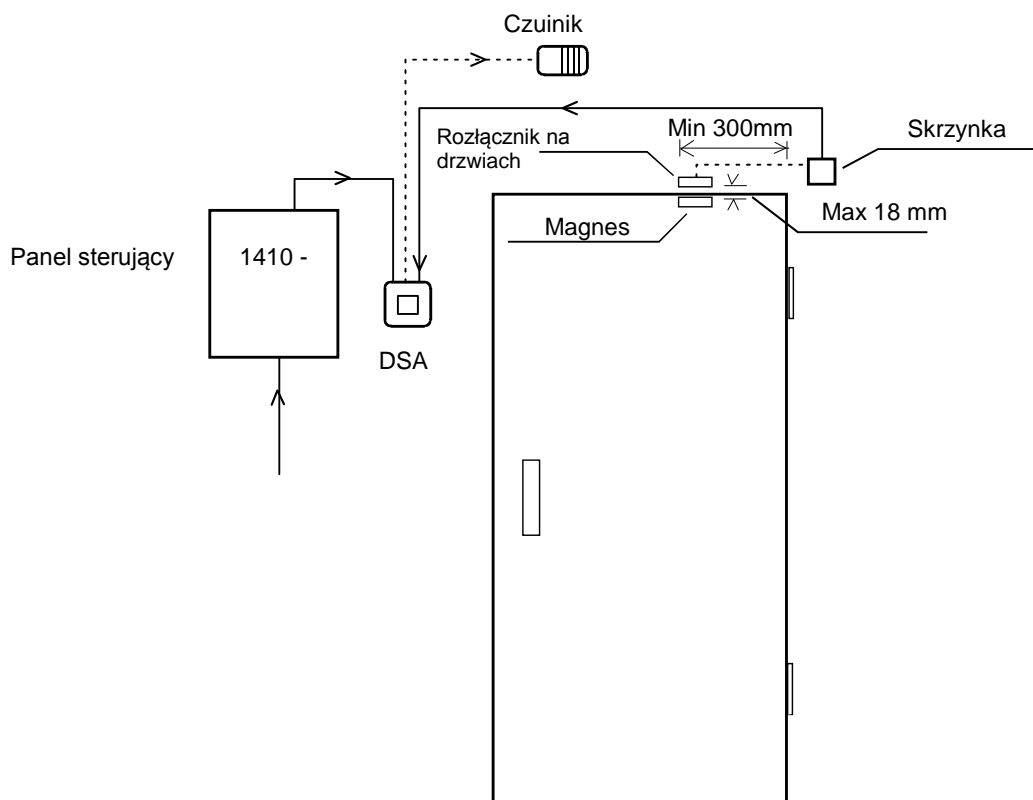 Czuinik
Rozłącznik na
drzwiach
Min 300mm
Skrzynka
Magnes
Max 18 mm
Panel sterujący
1410 -
DSA